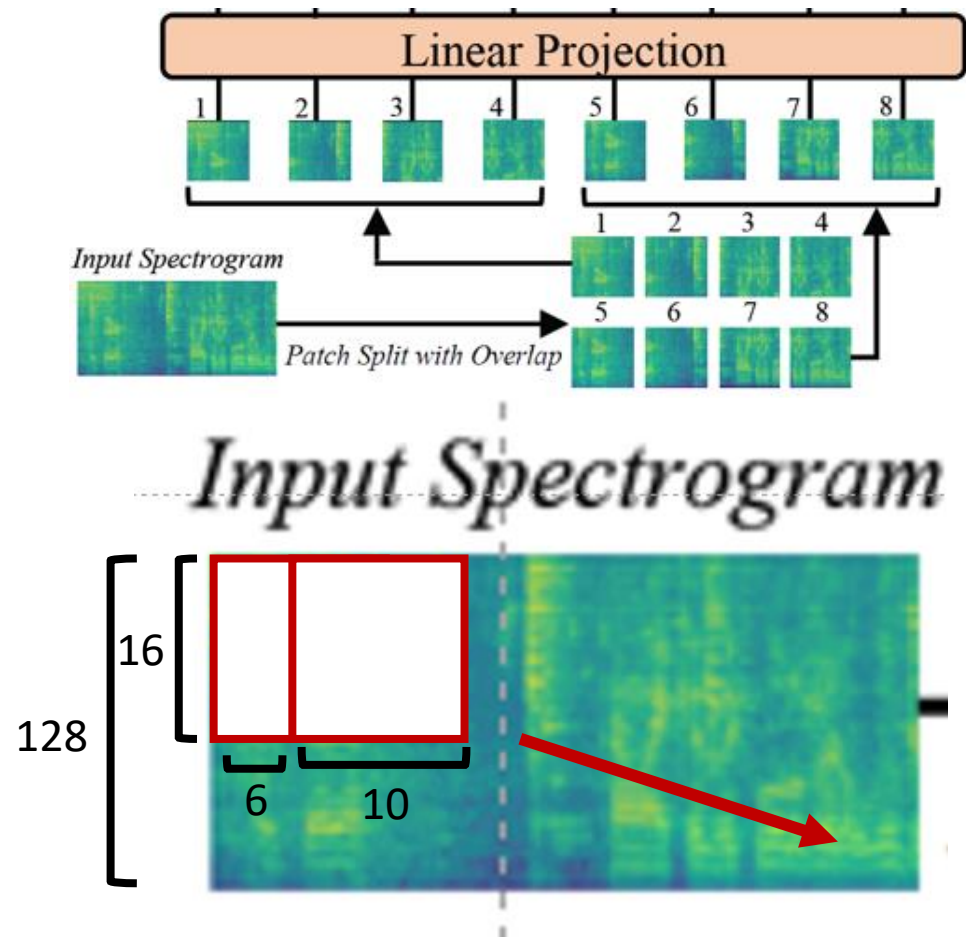 Linear Projection
1 2 3 4 5 6 7 8
1 2 3 4
Input Spectrogram
5 6 7 8
Patch Split with Overlap
Input Spectrogram
16
128
6 10